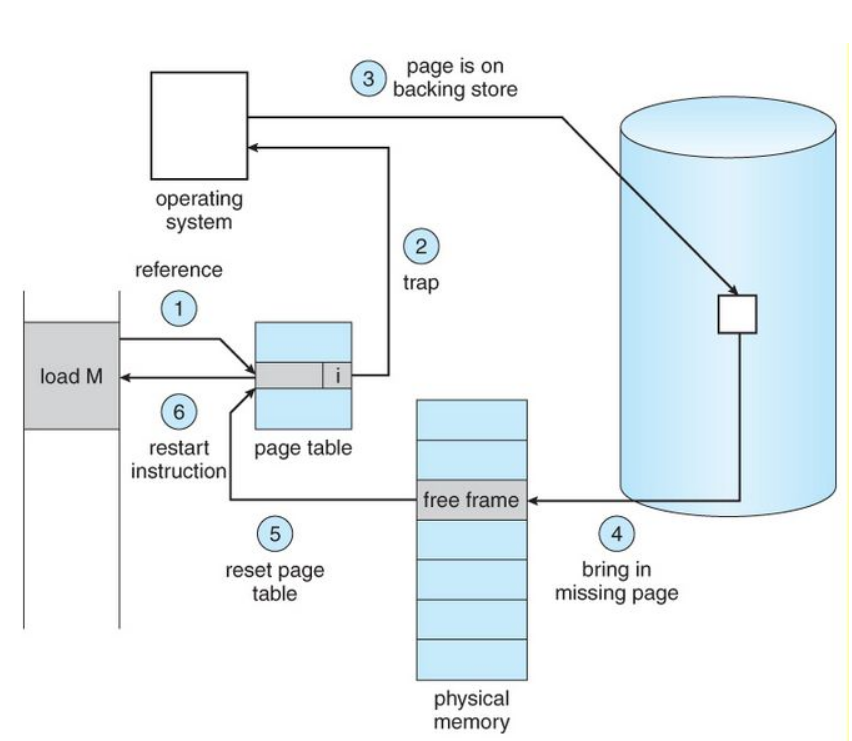 3
page is on
backing store
operating
system
2
trap
reference
1
load M
i
6
restart
instruction
page table
free frame
5
reset page
table
4
bring in
missing page
physical
memory